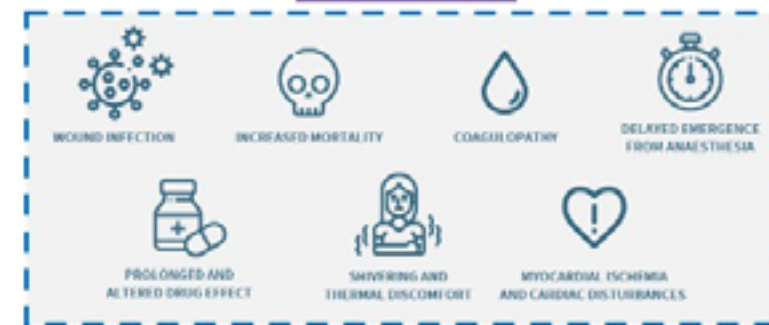 WOUND INFECTION
INCREASED MORTALITY
COAGULOPATHY
DELAYED EMERGENCE
FROM ANAESTHESIA
PROLONGED AND
ALTERED DRUG EFFECT
SHIVERING AND
THERMAL DISCOMFORT
MYOCARDIAL ISCHEMIA
AND CARDIAC DISTURBANCES